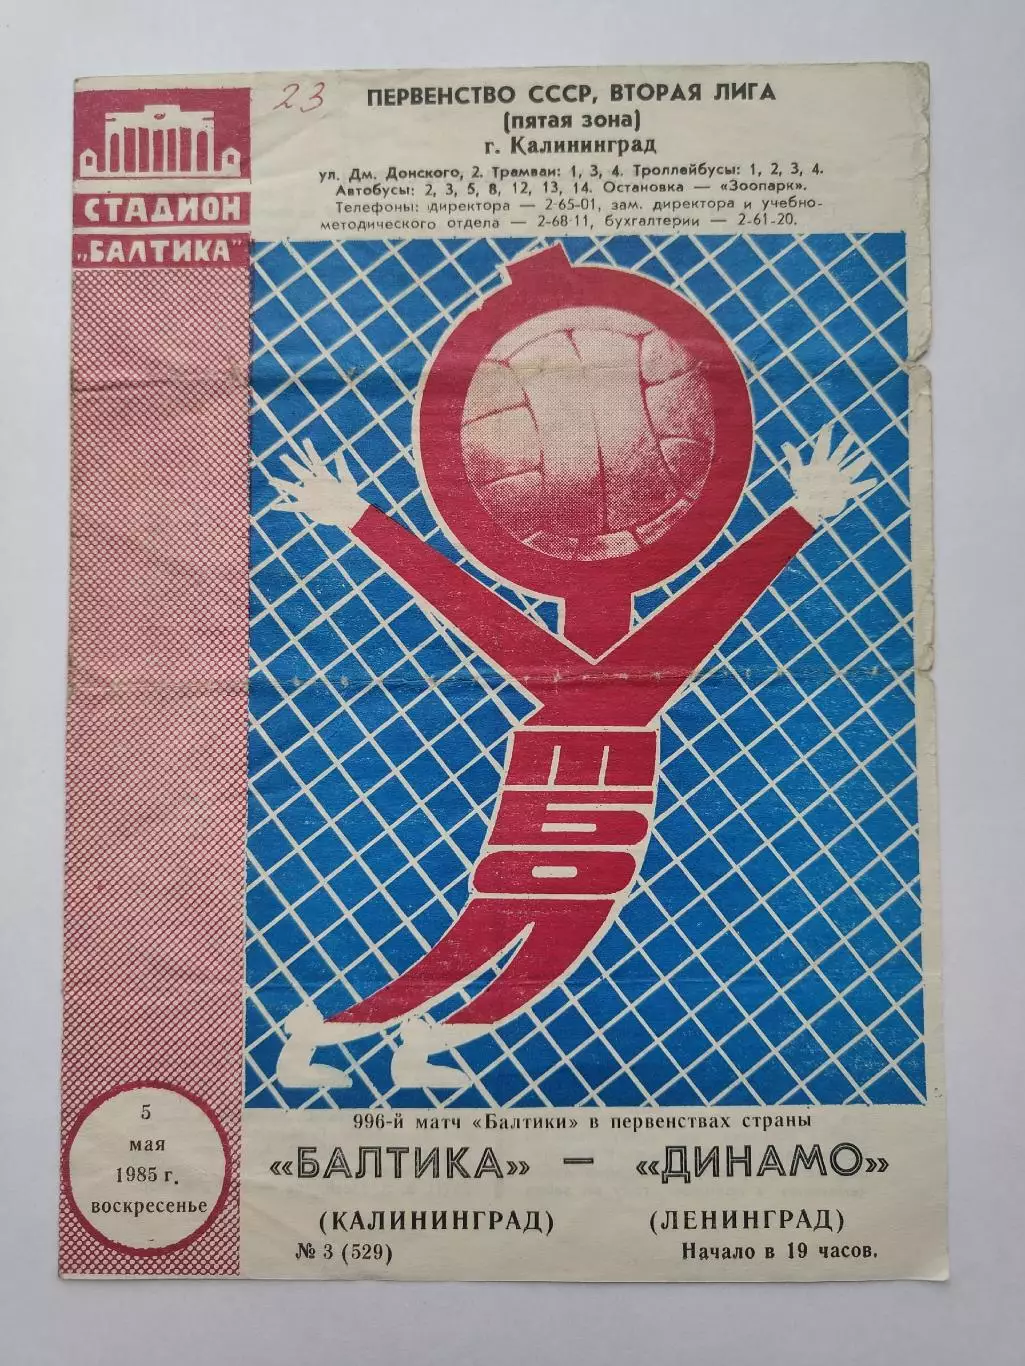 23
ПЕРВЕНСТВО СССР, ВТОРАЯ ЛИГА
(пятая зона)
г. Калининград
ул. Дм. Донского, 2. Трамваи: 1, 3, 4. Троллейбусы: 1, 2, 3, 4.
Автобусы: 2, 3, 5, 8, 12, 13, 14. Остановка — «Зоопарк».
Телефоны: директора — 2-65-01, зам. директора и учебно-
методического отдела — 2-68-11, бухгалтерии — 2-61-20.
СТАДИОН
„БАЛТИКА"
Ф
У
Т
Б
О
Л
5
мая
1985 г.
воскресенье
996-й матч «Балтики» в первенствах страны
«БАЛТИКА» — «ДИНАМО»
(КАЛИНИНГРАД) (ЛЕНИНГРАД)
№ 3 (529) Начало в 19 часов.